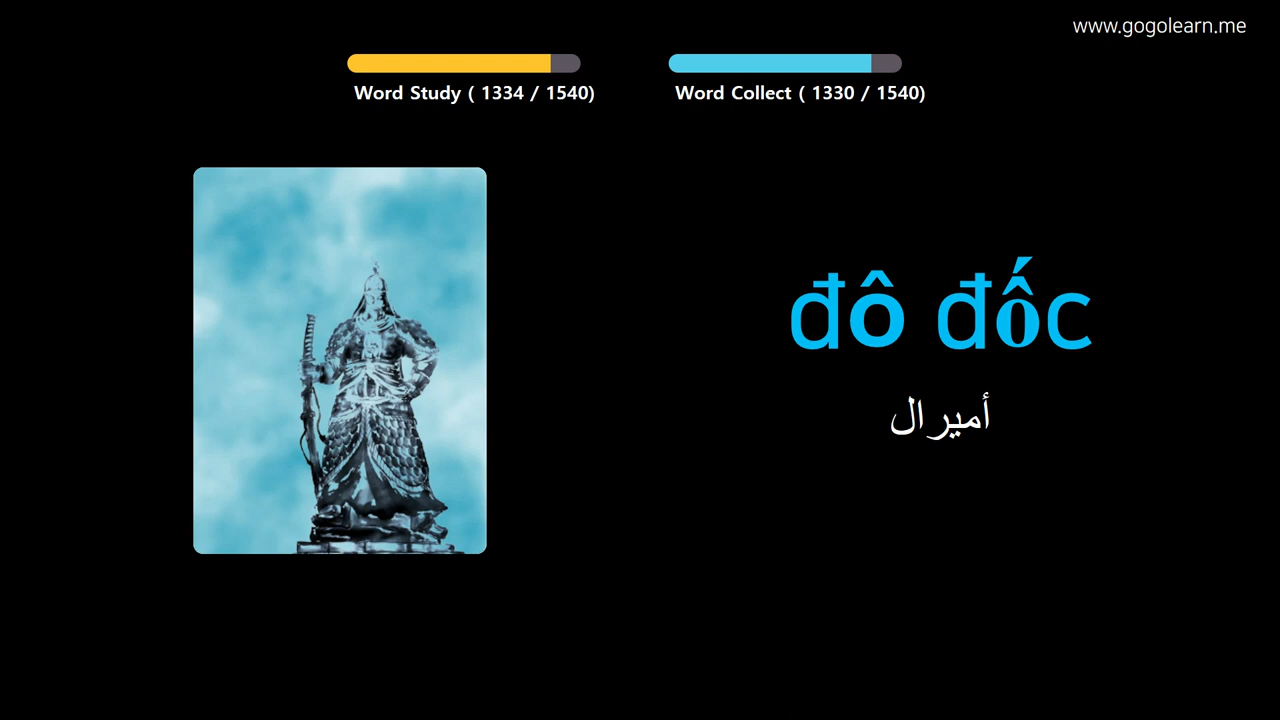 www.gogolearn.me
Word Study ( 1334 / 1540)
Word Collect ( 1330 / 1540)
đô đốc
أميرال